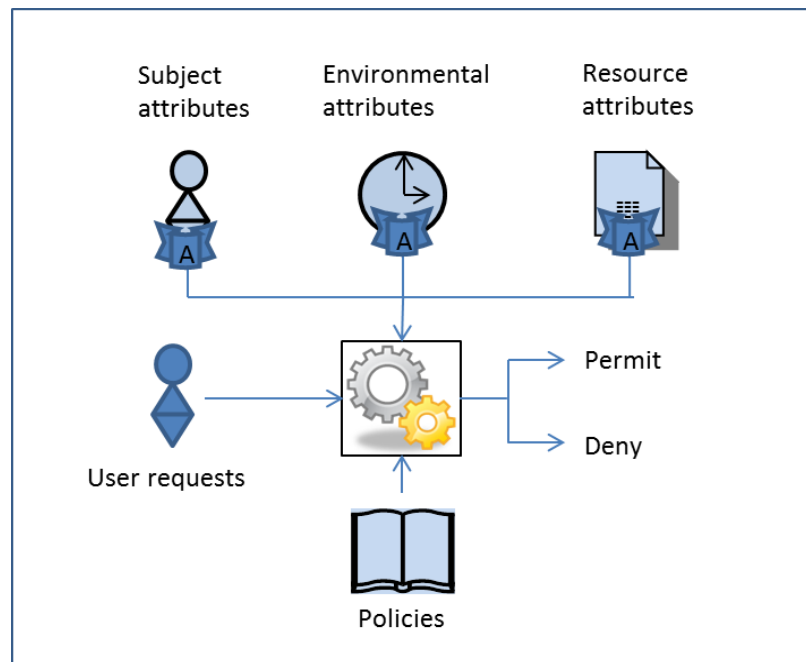 Subject
attributes
Environmental
attributes
Resource
attributes
A
A
A
Permit
Deny
User requests
Policies